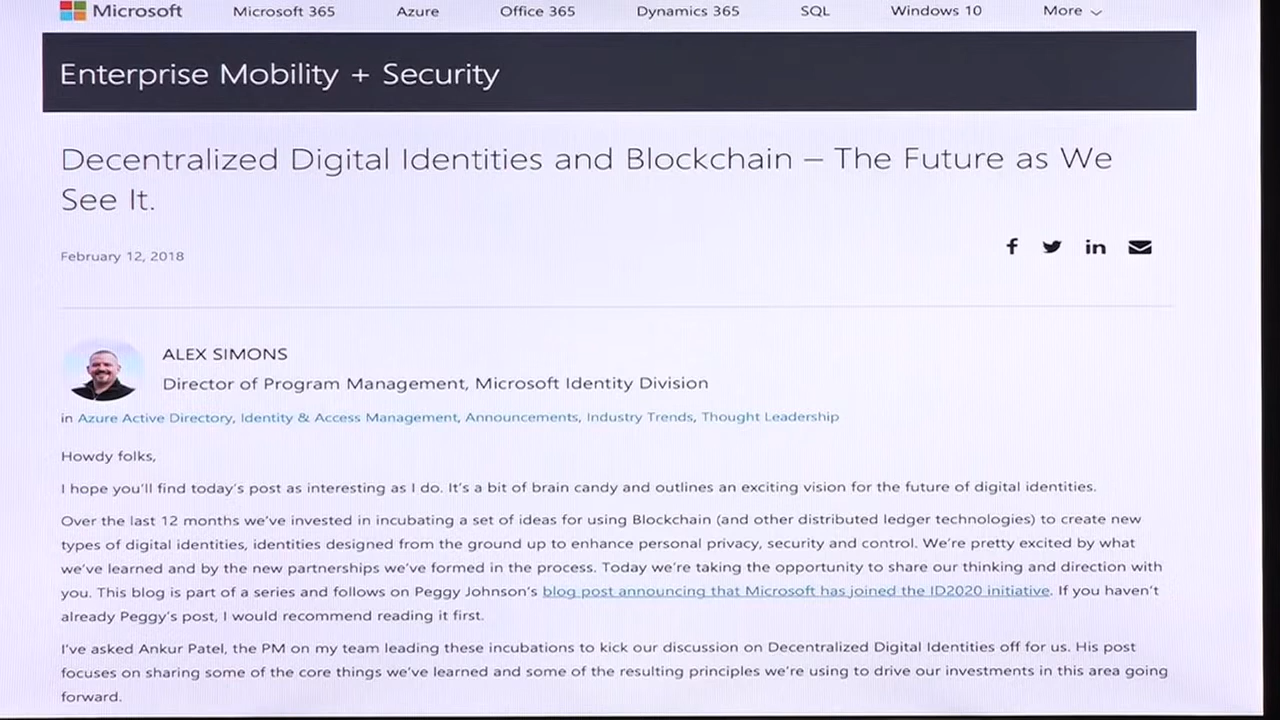 Microsoft Microsoft 365 Azure Office 365 Dynamics 365 SQL Windows 10 More
Enterprise Mobility + Security
Decentralized Digital Identities and Blockchain – The Future as We
See It.
February 12, 2018
ALEX SIMONS
Director of Program Management, Microsoft Identity Division
in Azure Active Directory, Identity & Access Management, Announcements, Industry Trends, Thought Leadership
Howdy folks,
I hope you'll find today's post as interesting as I do. It's a bit of brain candy and outlines an exciting vision for the future of digital identities.
Over the last 12 months we've invested in incubating a set of ideas for using Blockchain (and other distributed ledger technologies) to create new
types of digital identities, identities designed from the ground up to enhance personal privacy, security and control. We're pretty excited by what
we've learned and by the new partnerships we've formed in the process. Today we're taking the opportunity to share our thinking and direction with
you. This blog is part of a series and follows on Peggy Johnson's blog post announcing that Microsoft has joined the ID2020 initiative. If you haven't
already Peggy's post, I would recommend reading it first.
I've asked Ankur Patel, the PM on my team leading these incubations to kick our discussion on Decentralized Digital Identities off for us. His post
focuses on sharing some of the core things we've learned and some of the resulting principles we're using to drive our investments in this area going
forward.